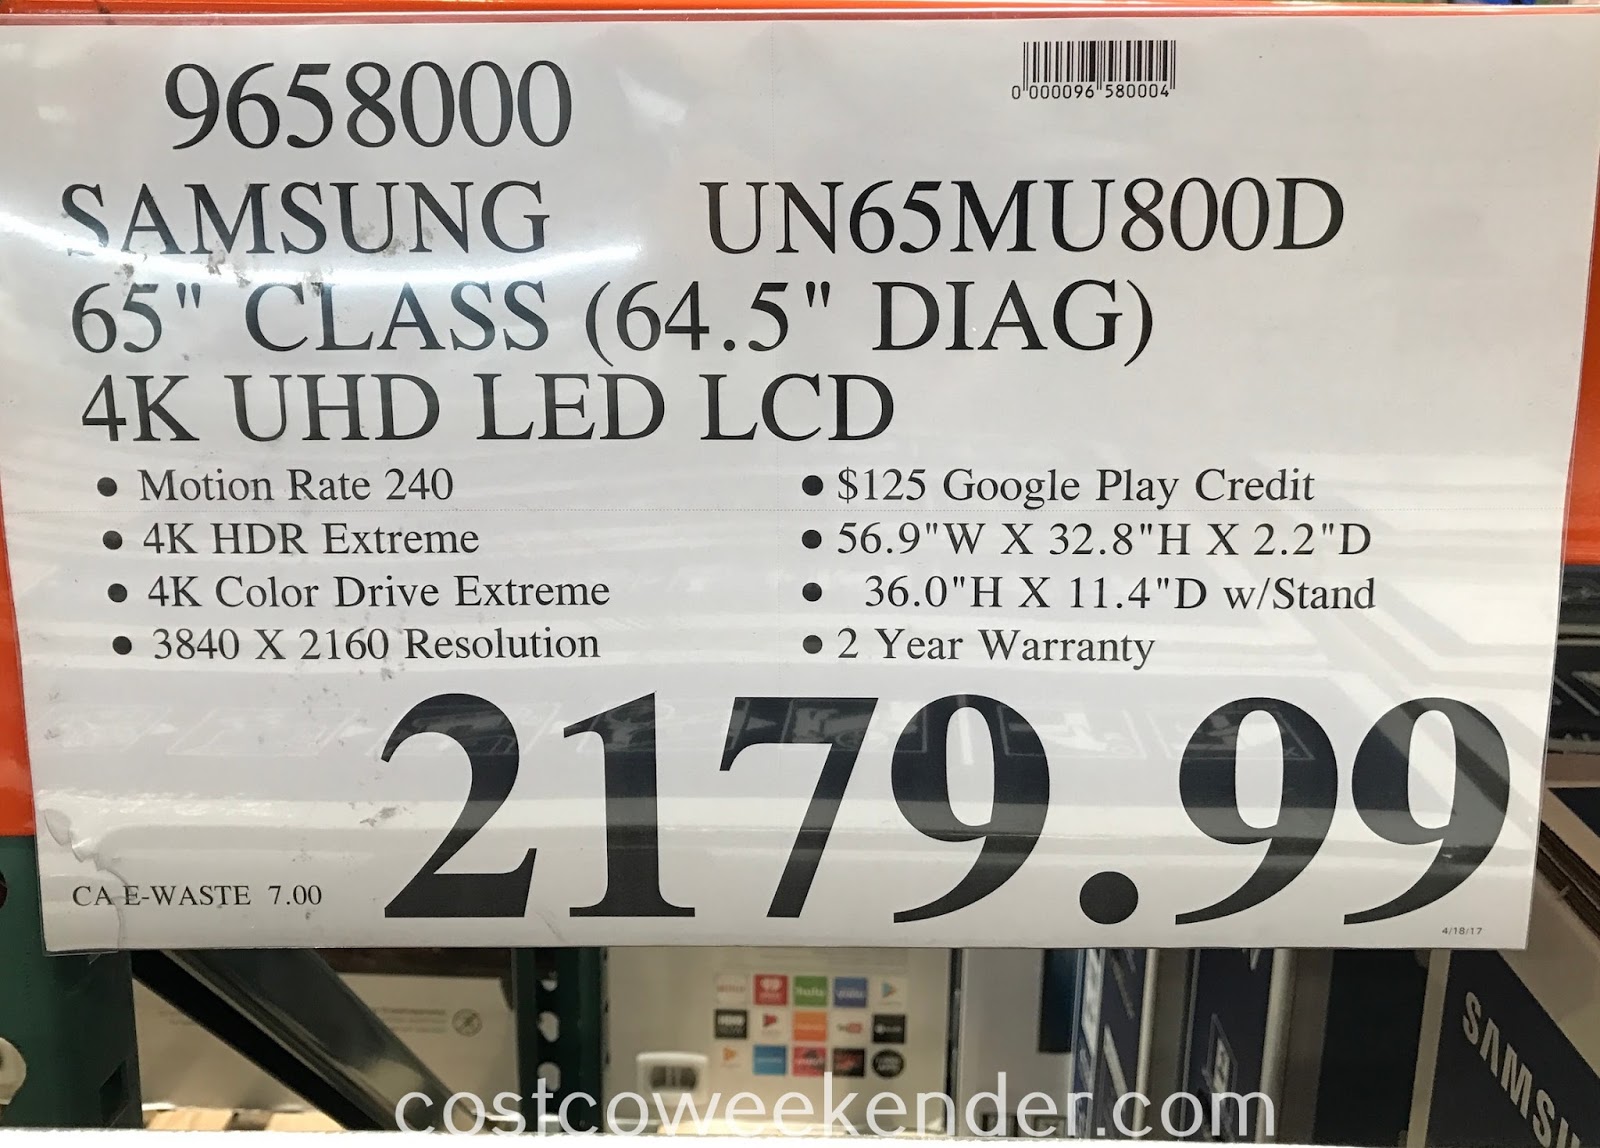 9658000
0 000096 580004
SAMSUNG UN65MU800D
65" CLASS (64.5" DIAG)
4K UHD LED LCD
• Motion Rate 240
• 4K HDR Extreme
• 4K Color Drive Extreme
• 3840 X 2160 Resolution
• $125 Google Play Credit
• 56.9"W X 32.8"H X 2.2"D
• 36.0"H X 11.4"D w/Stand
• 2 Year Warranty
2179.99
CA E-WASTE 7.00
4/18/17
hulu
SAMSU
costcoweekender.com